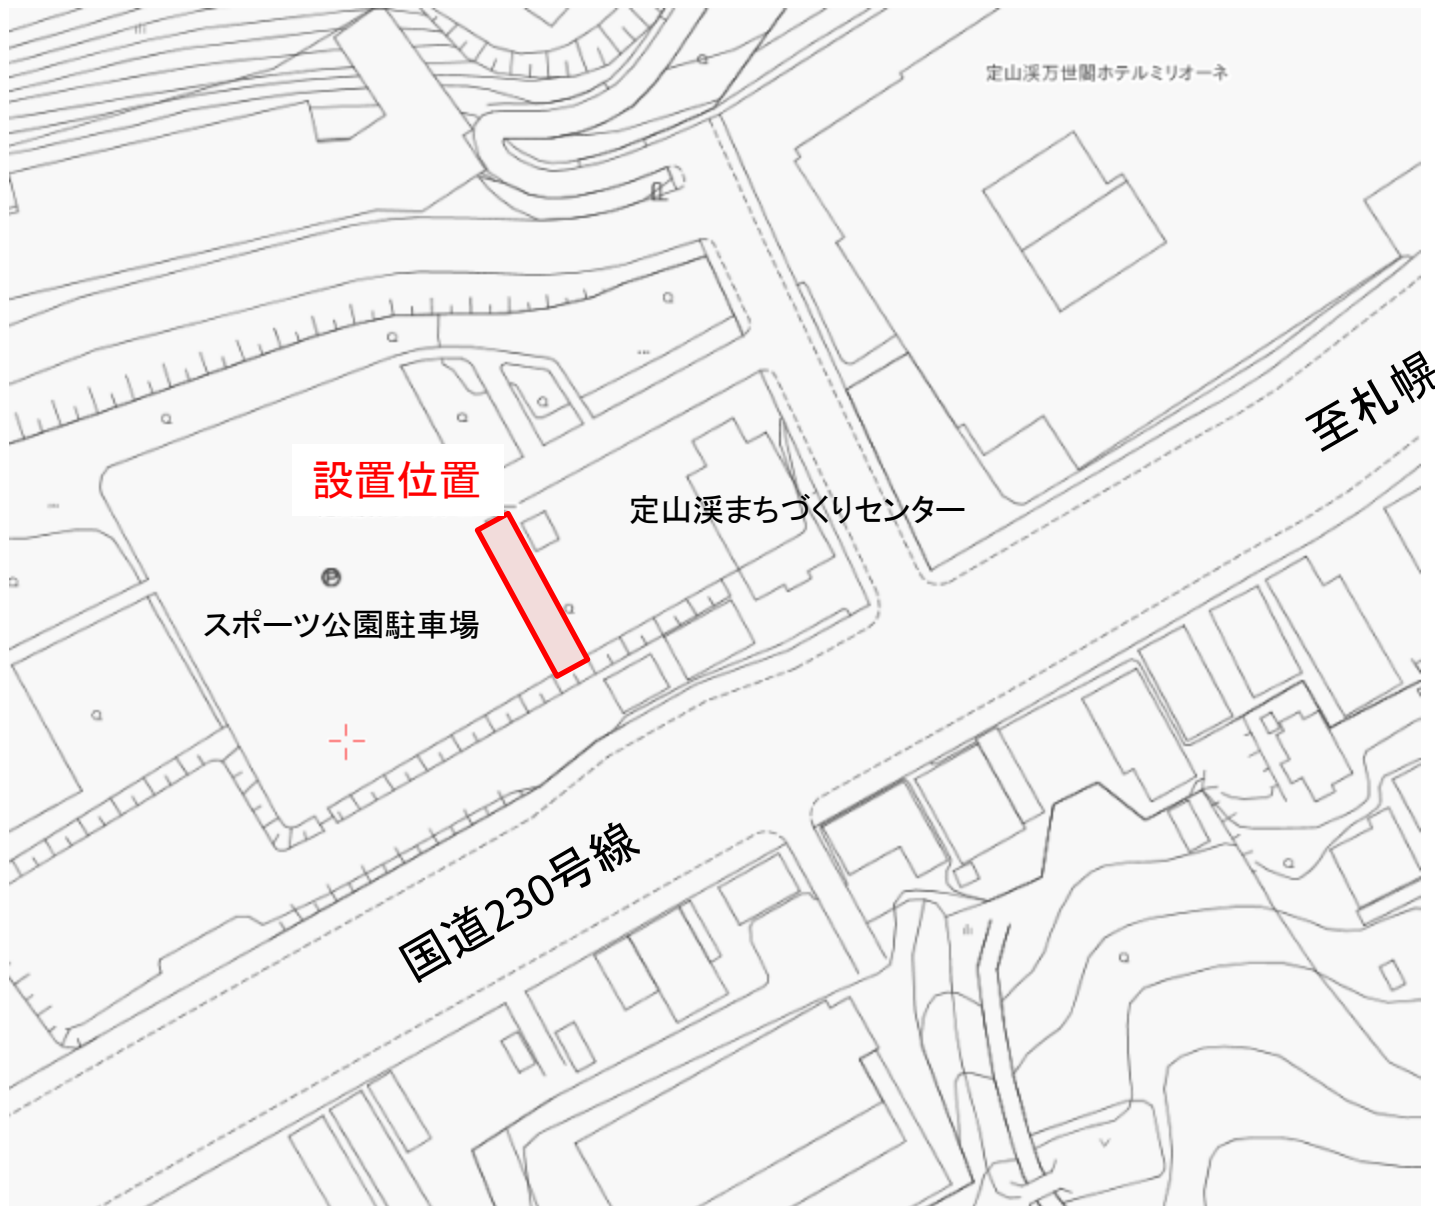 定山渓万世閣ホテルミリオーネ
至札幌
設置位置
定山渓まちづくりセンター
P
スポーツ公園駐車場
国道230号線